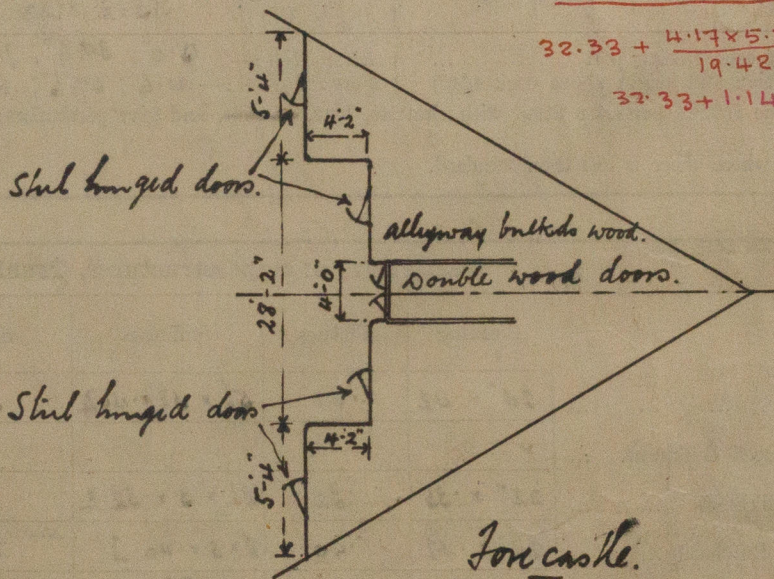 32.33 + 4.17×5.
19.42
32.33 + 1.14
5'-4"
4'-2"
Steel hinged doors.
alleyway bulkds wood.
Double wood doors.
4'-0"
28'-2"
Steel hinged doors
4'-2"
5'-4"
Forecastle.